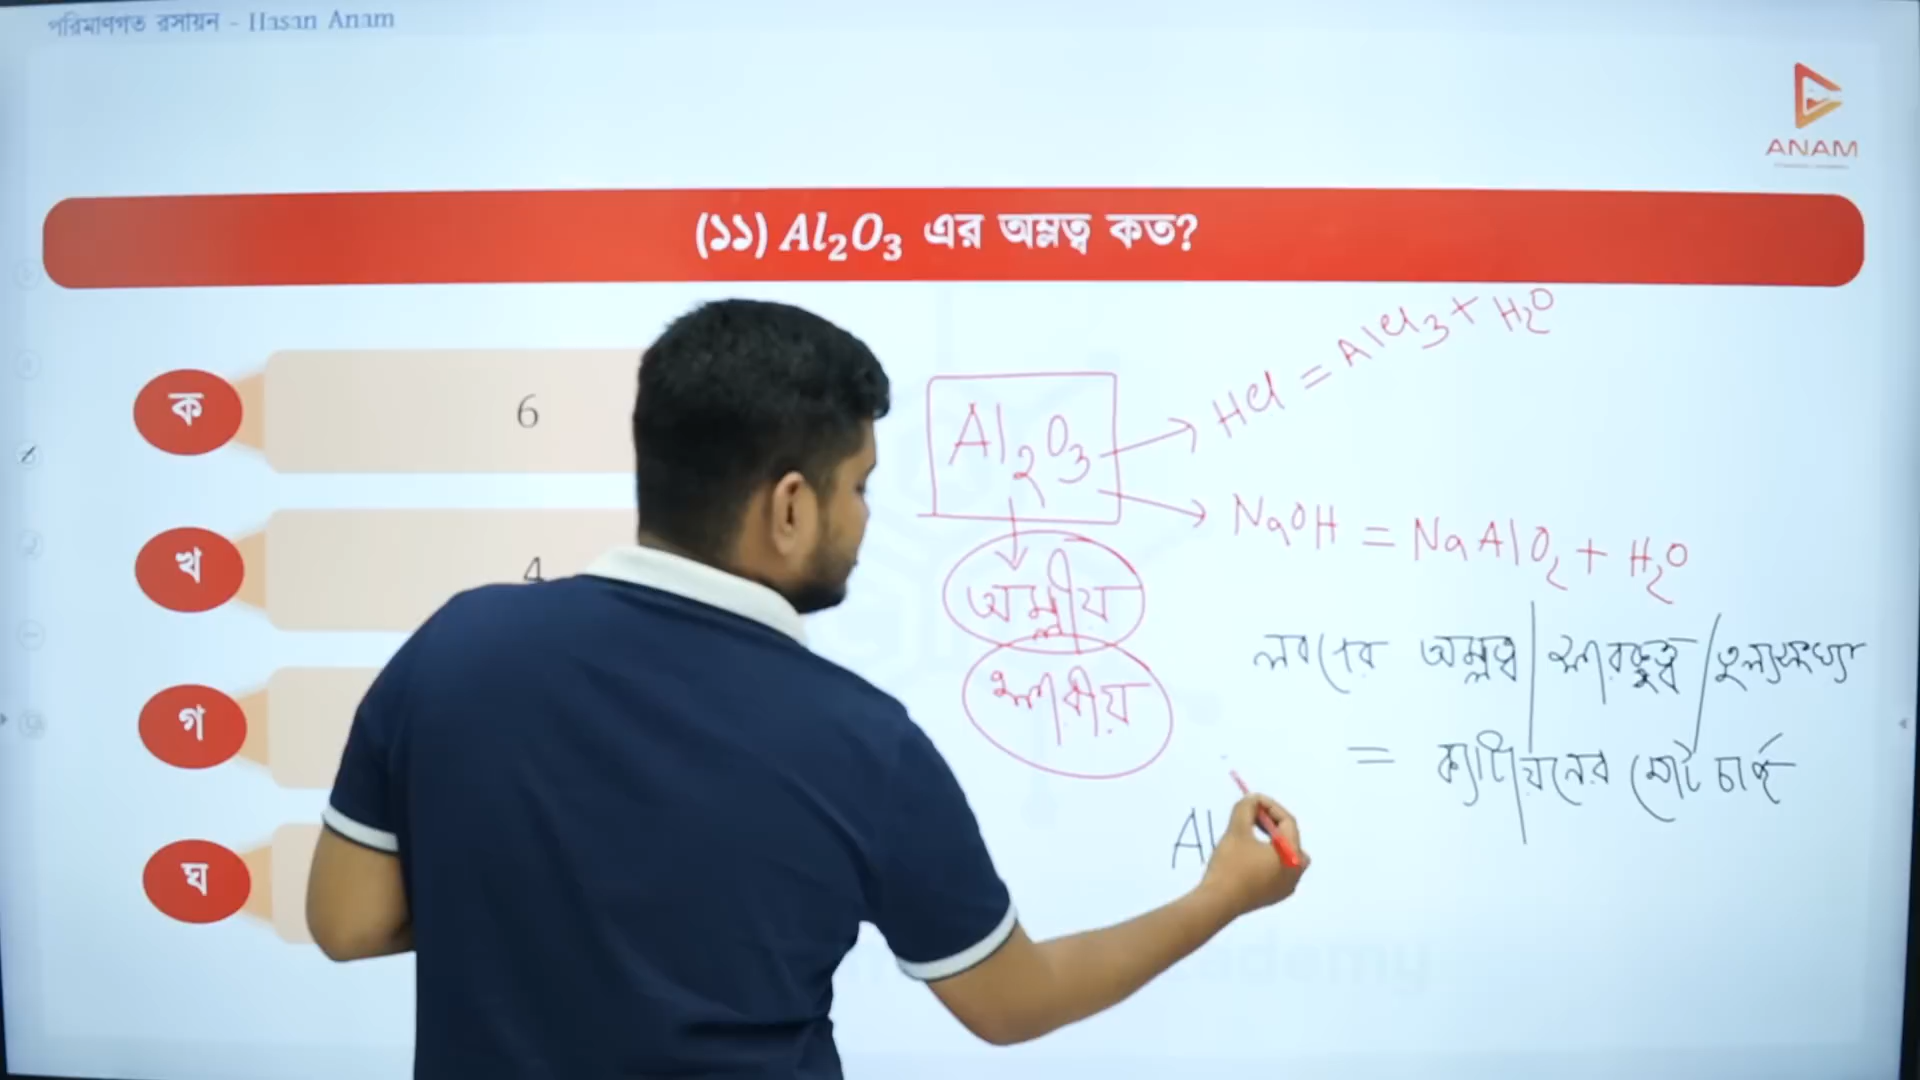 পরিমাণগত রসায়ন - Hasan Anam
ANAM
(১১) Al₂O₃ এর অম্লত্ব কত?
ক 6
খ 4
গ
ঘ
Al₂O₃
HCl = AlCl₃ + H₂O
NaOH = NaAlO₂ + H₂O
অম্লীয়
ক্ষারীয়
লবণের অম্লত্ব / ক্ষারকত্ব / তুল্যসংখ্যা
= ক্যাটায়নের মোট চার্জ
Al